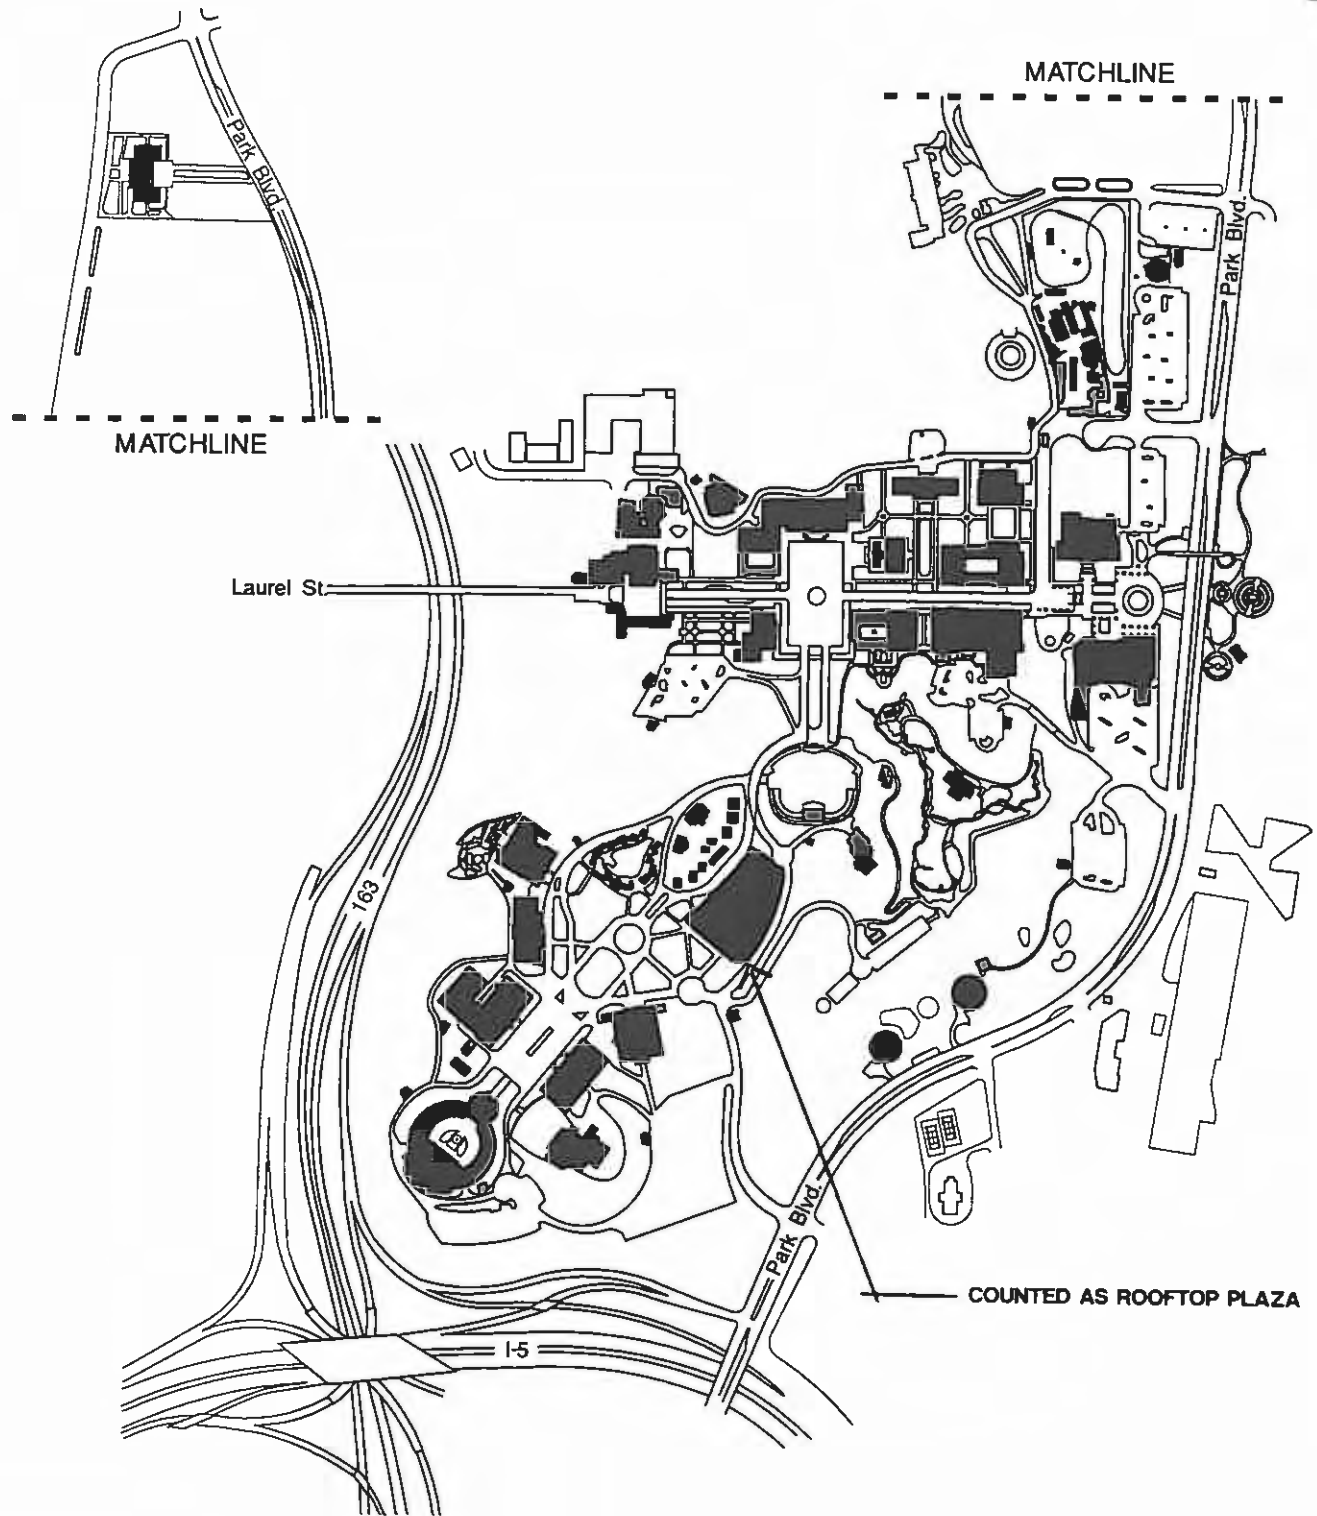 MATCHLINE
Park Blvd.
Park Blvd.
MATCHLINE
Laurel St.
163
Park Blvd.
COUNTED AS ROOFTOP PLAZA
I-5